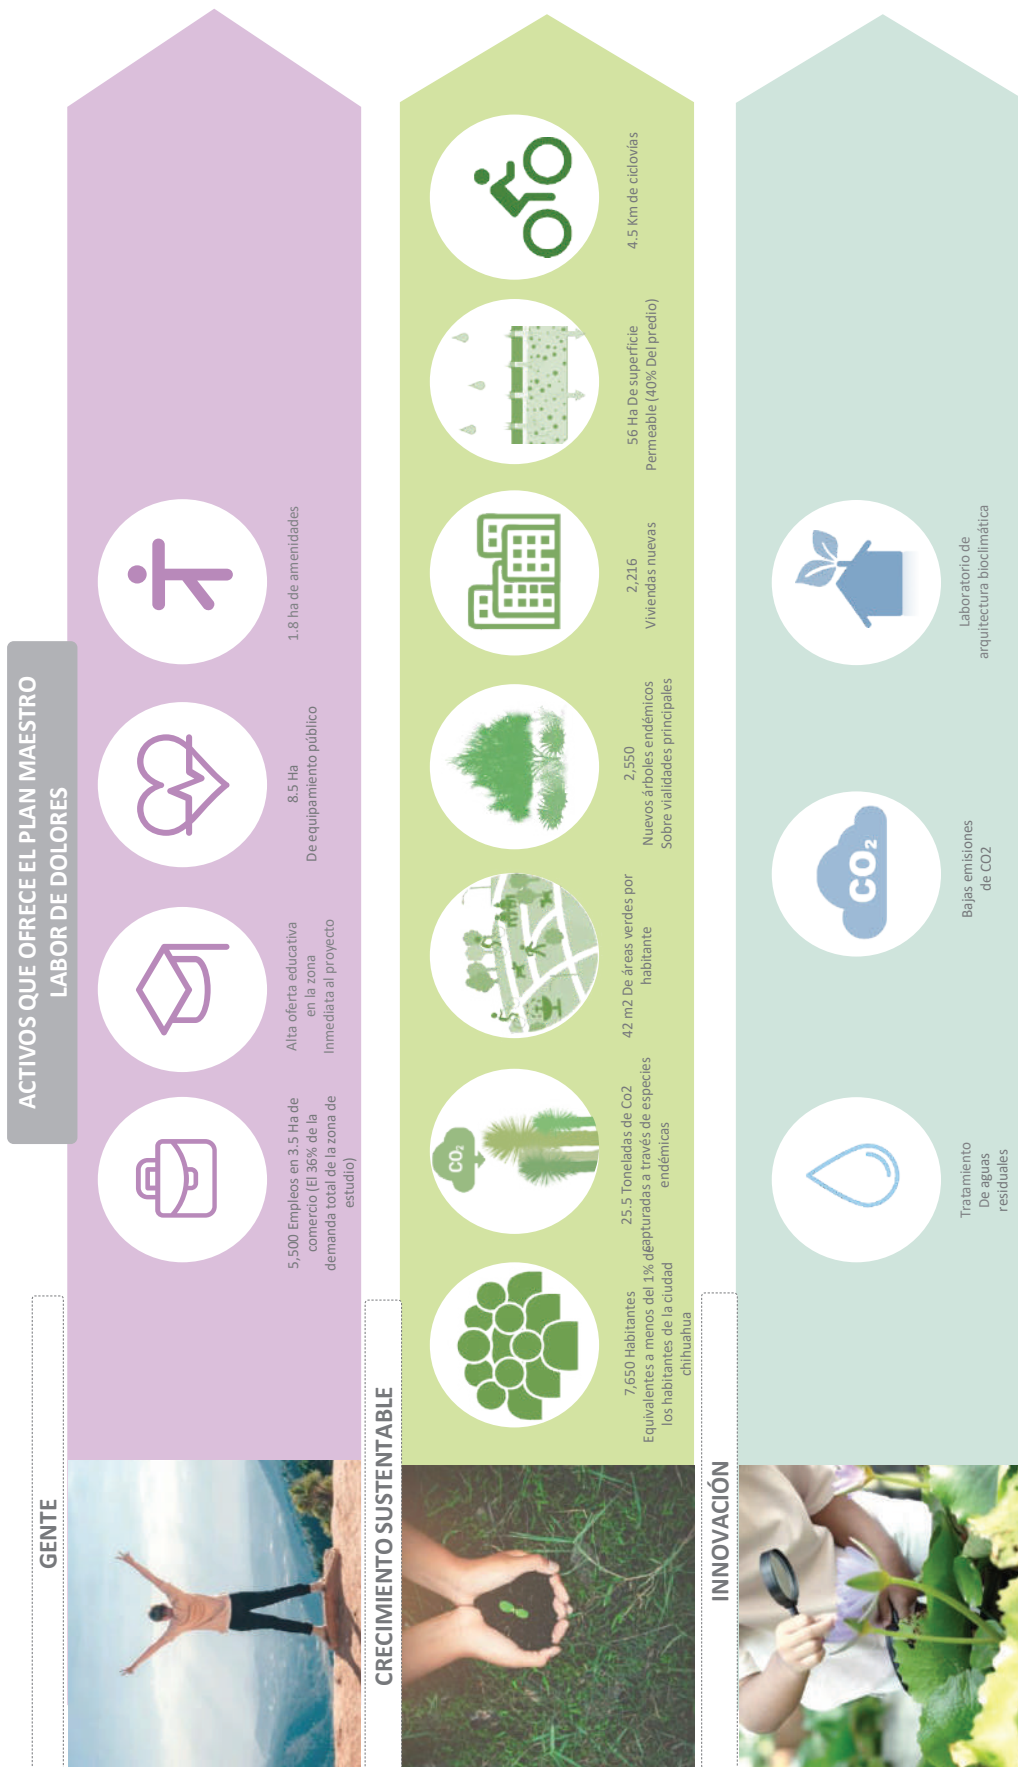 ACTIVOS QUE OFRECE EL PLAN MAESTRO
LABOR DE DOLORES
GENTE
5,500 Empleos en 3.5 Ha de
comercio (El 36% de la
demanda total de la zona de
estudio)
Alta oferta educativa
en la zona
Inmediata al proyecto
8.5 Ha
De equipamiento público
1.8 ha de amenidades
CRECIMIENTO SUSTENTABLE
7,650 Habitantes
Equivalentes a menos del 1% de
los habitantes de la ciudad
chihuahua
CO₂
25.5 Toneladas de Co2
capturadas a través de especies
endémicas
42 m2 De áreas verdes por
habitante
2,550
Nuevos árboles endémicos
Sobre vialidades principales
2,216
Viviendas nuevas
56 Ha De superficie
Permeable (40% Del predio)
4.5 Km de ciclovías
INNOVACIÓN
Tratamiento
De aguas
residuales
CO₂
Bajas emisiones
de CO2
Laboratorio de
arquitectura bioclimática